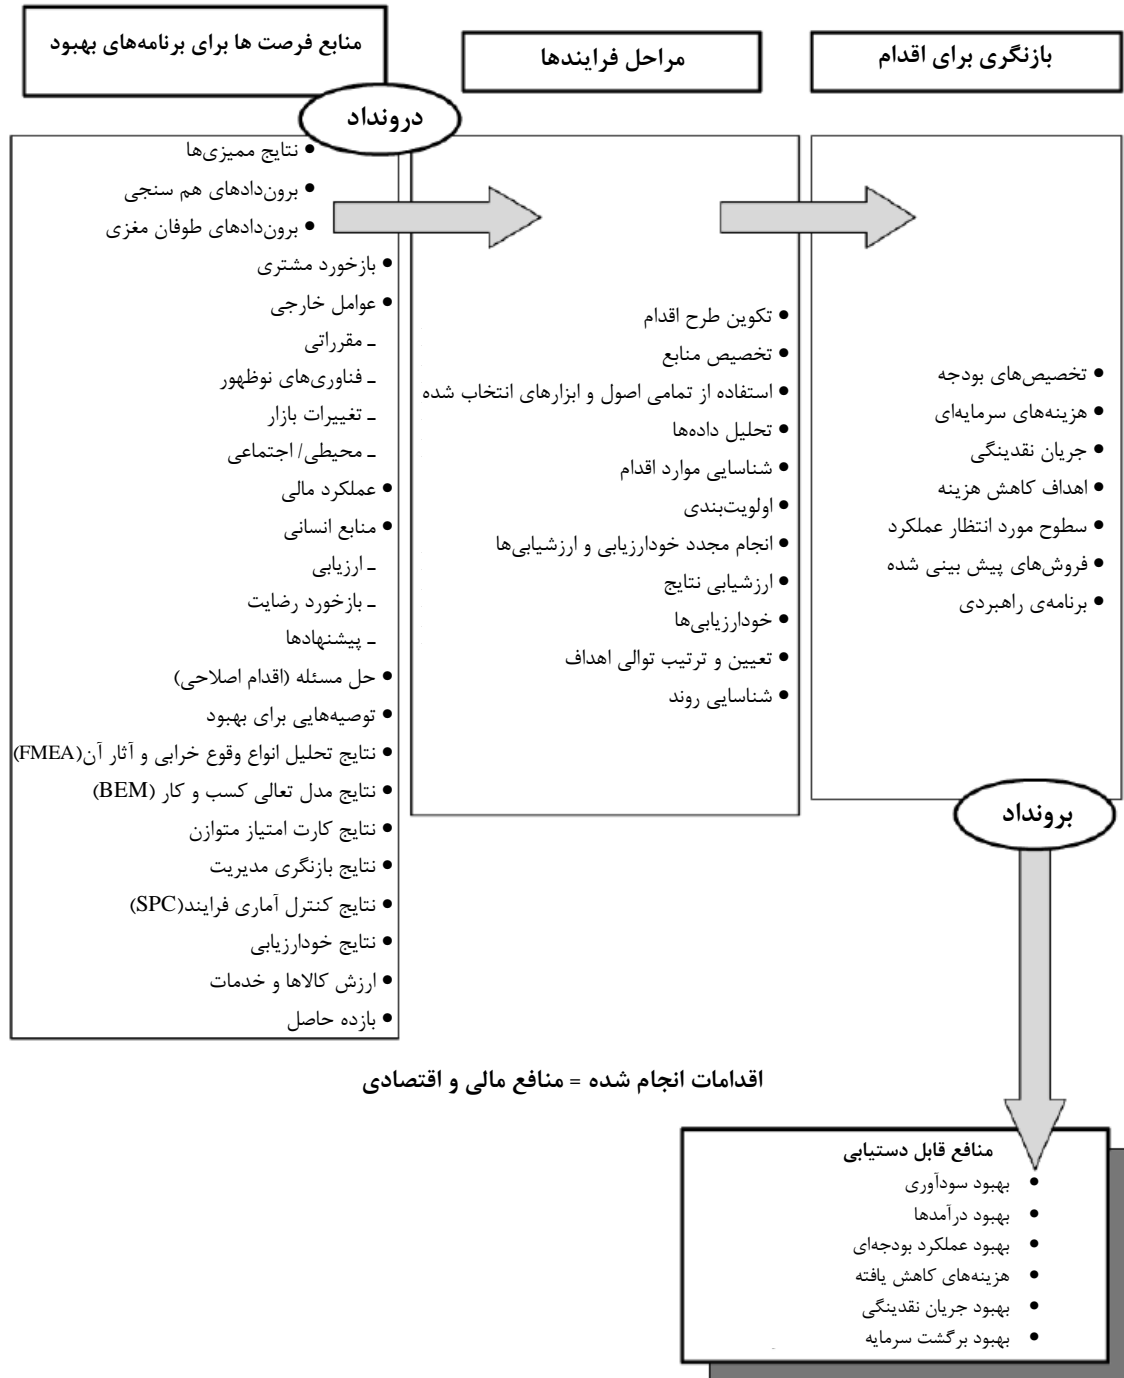 منابع فرصت ها برای برنامه‌های بهبود
مراحل فرایندها
بازنگری برای اقدام
درونداد
• نتایج ممیزی‌ها
• برون‌دادهای هم سنجی
• برون‌دادهای طوفان مغزی
• بازخورد مشتری
• عوامل خارجی
ـ مقرراتی
ـ فناوری‌های نوظهور
ـ تغییرات بازار
ـ محیطی/ اجتماعی
• عملکرد مالی
• منابع انسانی
ـ ارزیابی
ـ بازخورد رضایت
ـ پیشنهادها
• حل مسئله (اقدام اصلاحی)
• توصیه‌هایی برای بهبود
• نتایج تحلیل انواع وقوع خرابی و آثار آن(FMEA)
• نتایج مدل تعالی کسب و کار (BEM)
• نتایج کارت امتیاز متوازن
• نتایج بازنگری مدیریت
• نتایج کنترل آماری فرایند(SPC)
• نتایج خودارزیابی
• ارزش کالاها و خدمات
• بازده حاصل
• تکوین طرح اقدام
• تخصیص منابع
• استفاده از تمامی اصول و ابزارهای انتخاب شده
• تحلیل داده‌ها
• شناسایی موارد اقدام
• اولویت‌بندی
• انجام مجدد خودارزیابی و ارزشیابی‌ها
• ارزشیابی نتایج
• خودارزیابی‌ها
• تعیین و ترتیب توالی اهداف
• شناسایی روند
• تخصیص‌های بودجه
• هزینه‌های سرمایه‌ای
• جریان نقدینگی
• اهداف کاهش هزینه
• سطوح مورد انتظار عملکرد
• فروش‌های پیش بینی شده
• برنامه‌ی راهبردی
برونداد
اقدامات انجام شده = منافع مالی و اقتصادی
منافع قابل دستیابی
• بهبود سودآوری
• بهبود درآمدها
• بهبود عملکرد بودجه‌ای
• هزینه‌های کاهش یافته
• بهبود جریان نقدینگی
• بهبود برگشت سرمایه